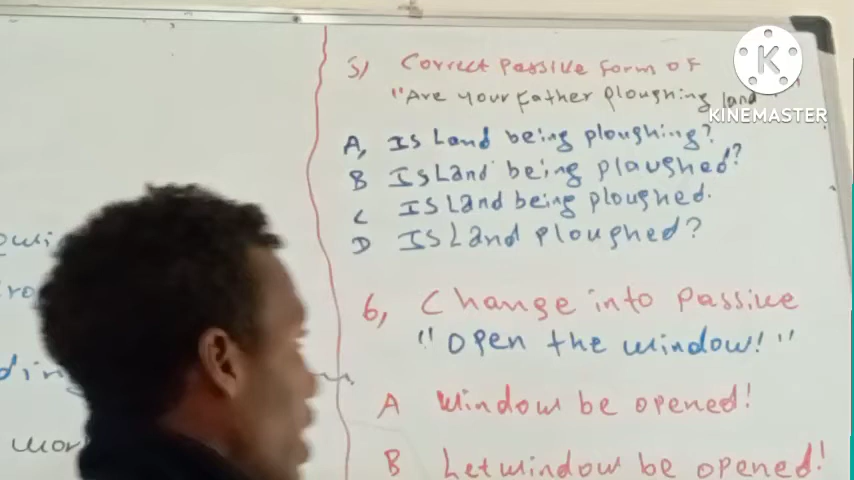 5) Correct passive form of
"Are your Father ploughing land
A, Is Land being ploughing?
B Is Land being plaughed?
C Is Land being ploughed.
D Is Land ploughed?
6, Change into passive
"Open the window!"
A Window be opened!
B Let window be opened!
KINEMASTER